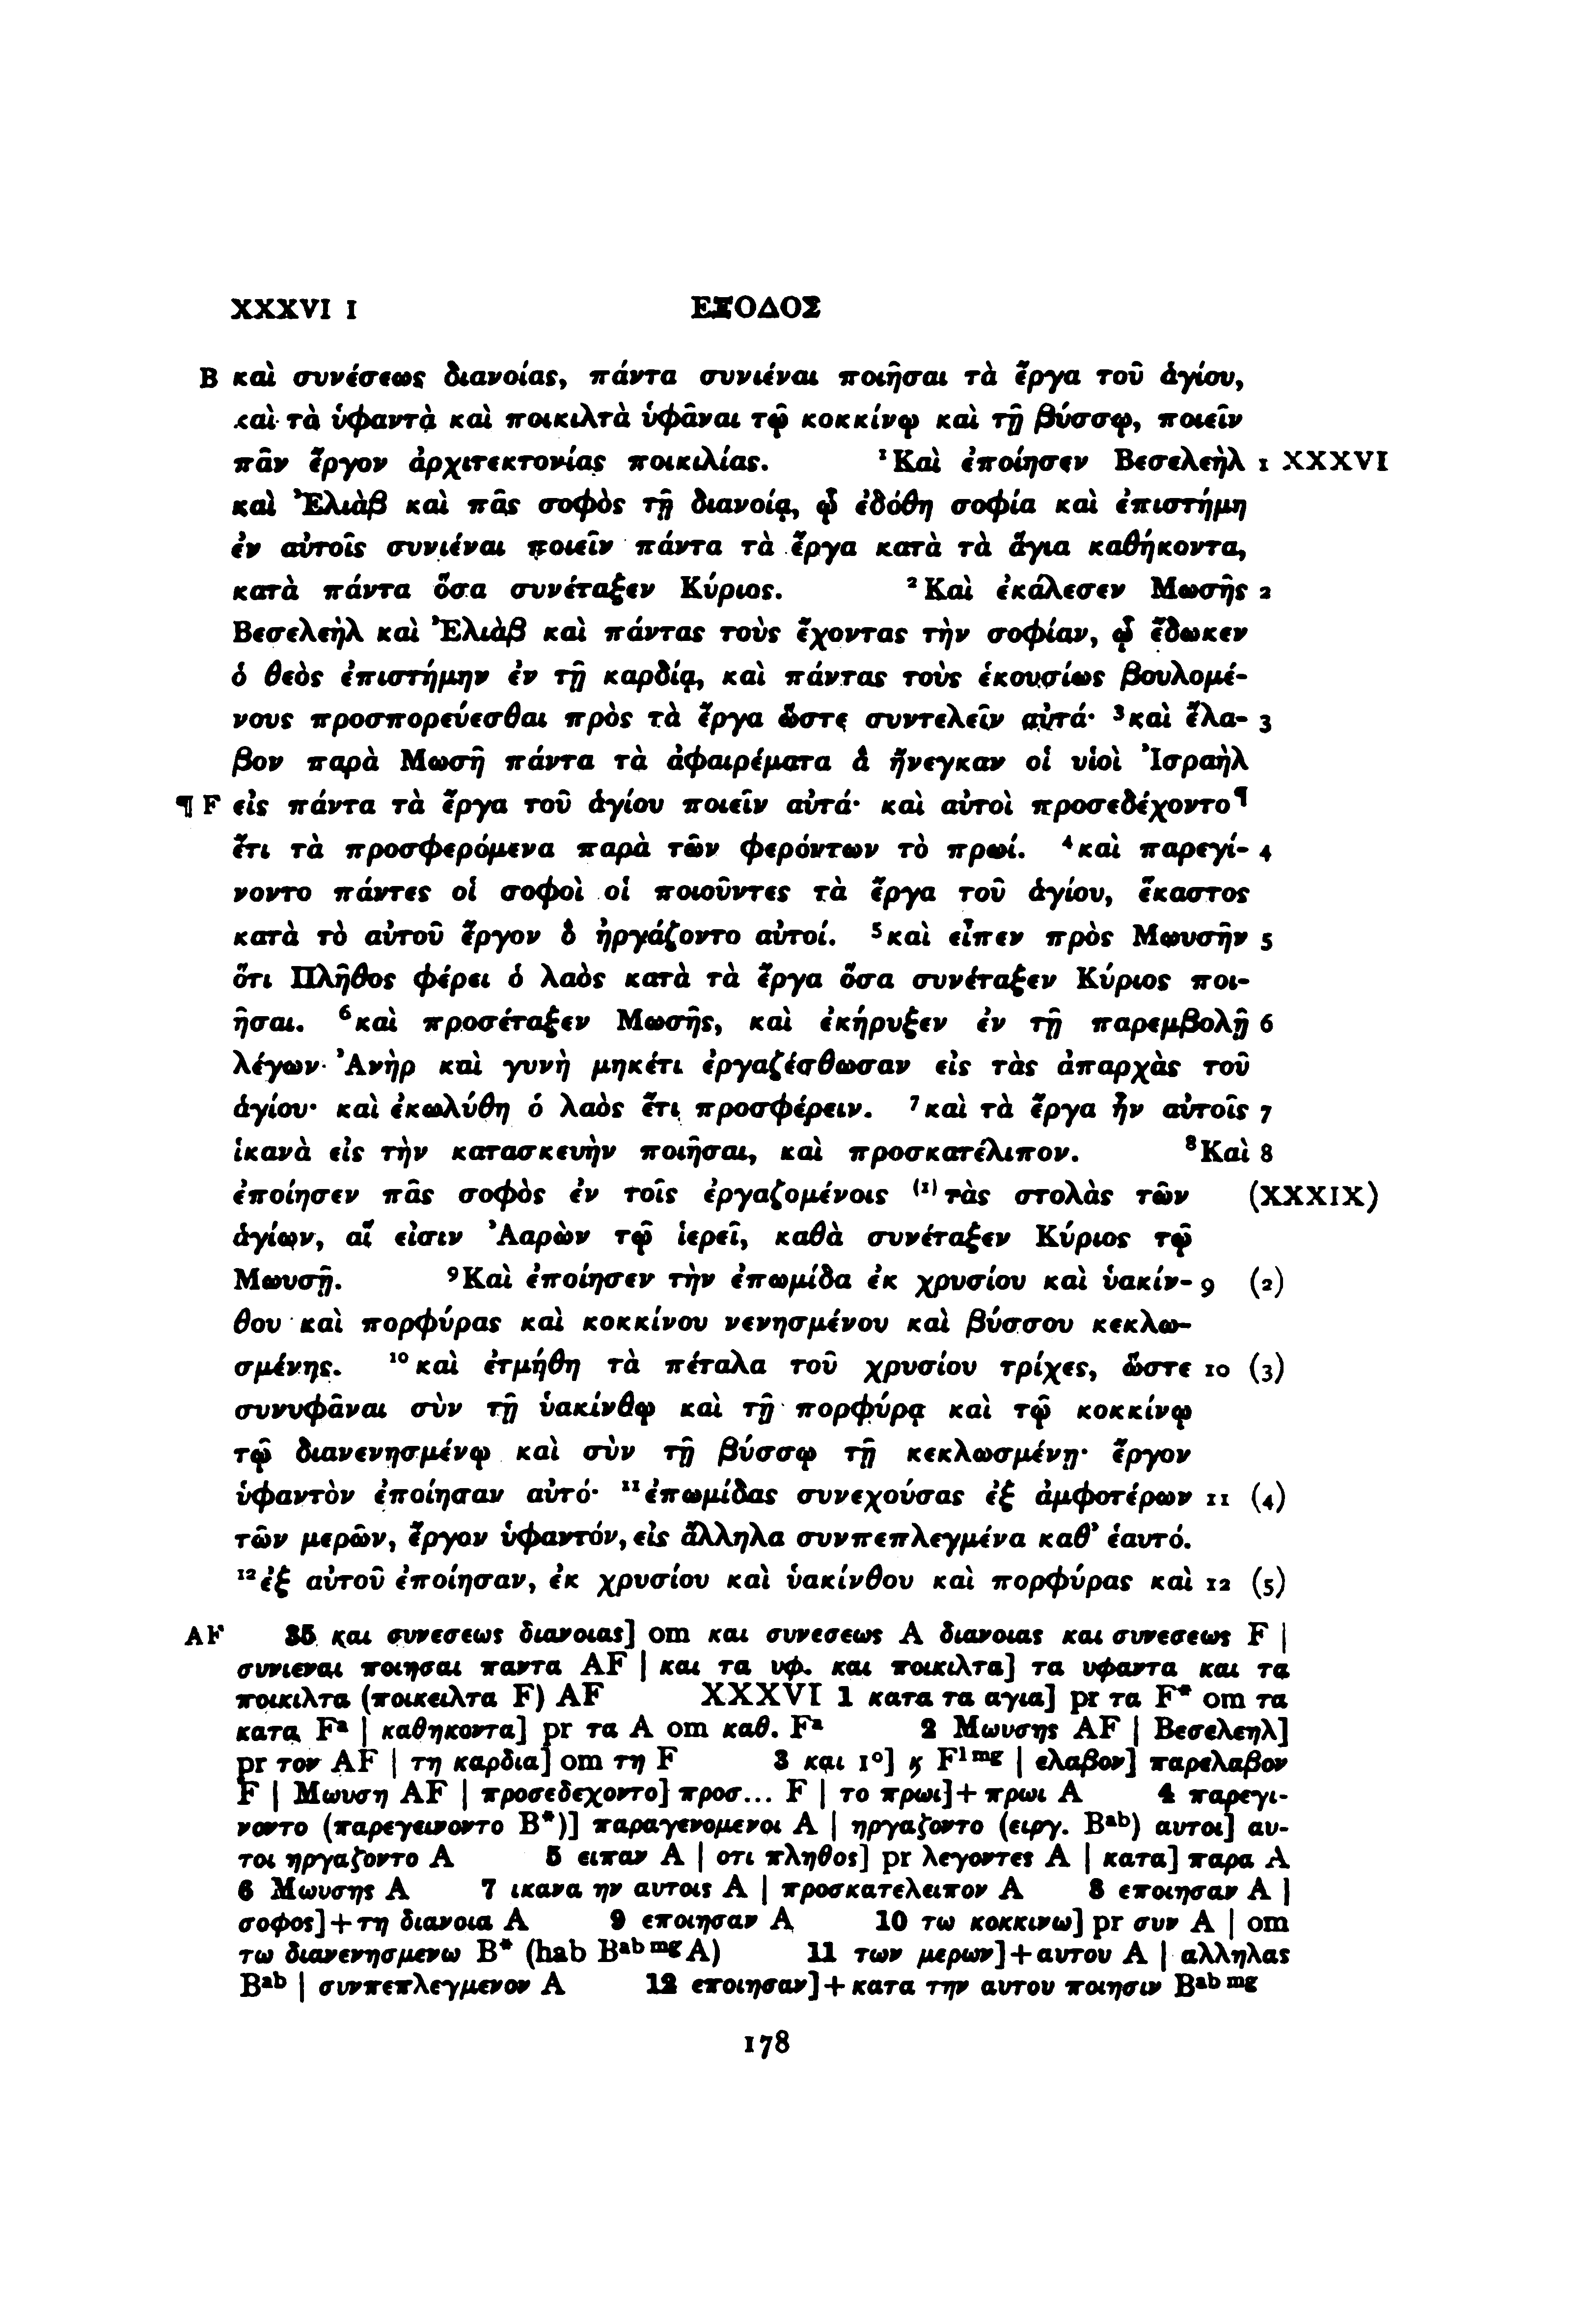 XXXVI 1 ΕΞΟΔΟΣ
B καὶ συνέσεως διανοίας, πάντα συνιέναι ποιῆσαι τὰ ἔργα τοῦ ἁγίου,
καὶ τὰ ὑφαντὰ καὶ ποικιλτὰ ὑφᾶναι τῷ κοκκίνῳ καὶ τῇ βύσσῳ, ποιεῖν
πᾶν ἔργον ἀρχιτεκτονίας ποικιλίας. ¹Καὶ ἐποίησεν Βεσελεὴλ 1 XXXVI
καὶ Ἐλιὰβ καὶ πᾶς σοφὸς τῇ διανοίᾳ, ᾧ ἐδόθη σοφία καὶ ἐπιστήμη
ἐν αὐτοῖς συνιέναι ποιεῖν πάντα τὰ ἔργα κατὰ τὰ ἅγια καθήκοντα,
κατὰ πάντα ὅσα συνέταξεν Κύριος. ²Καὶ ἐκάλεσεν Μωσῆς 2
Βεσελεὴλ καὶ Ἐλιὰβ καὶ πάντας τοὺς ἔχοντας τὴν σοφίαν, ᾧ ἔδωκεν
ὁ θεὸς ἐπιστήμην ἐν τῇ καρδίᾳ, καὶ πάντας τοὺς ἑκουσίως βουλομέ-
νους προσπορεύεσθαι πρὸς τὰ ἔργα ὥστε συντελεῖν αὐτά· ³καὶ ἔλα- 3
βον παρὰ Μωσῆ πάντα τὰ ἀφαιρέματα ἃ ἤνεγκαν οἱ υἱοὶ Ἰσραὴλ
¶ F εἰς πάντα τὰ ἔργα τοῦ ἁγίου ποιεῖν αὐτά· καὶ αὐτοὶ προσεδέχοντο¶
ἔτι τὰ προσφερόμενα παρὰ τῶν φερόντων τὸ πρωί. ⁴καὶ παρεγί- 4
νοντο πάντες οἱ σοφοὶ οἱ ποιοῦντες τὰ ἔργα τοῦ ἁγίου, ἕκαστος
κατὰ τὸ αὐτοῦ ἔργον ὃ ἠργάζοντο αὐτοί. ⁵καὶ εἶπεν πρὸς Μωυσῆν 5
ὅτι Πλῆθος φέρει ὁ λαὸς κατὰ τὰ ἔργα ὅσα συνέταξεν Κύριος ποι-
ῆσαι. ⁶καὶ προσέταξεν Μωσῆς, καὶ ἐκήρυξεν ἐν τῇ παρεμβολῇ 6
λέγων· Ἀνὴρ καὶ γυνὴ μηκέτι ἐργαζέσθωσαν εἰς τὰς ἀπαρχὰς τοῦ
ἁγίου· καὶ ἐκωλύθη ὁ λαὸς ἔτι προσφέρειν. ⁷καὶ τὰ ἔργα ἦν αὐτοῖς 7
ἱκανὰ εἰς τὴν κατασκευὴν ποιῆσαι, καὶ προσκατέλιπον. ⁸Καὶ 8
ἐποίησεν πᾶς σοφὸς ἐν τοῖς ἐργαζομένοις ⁽¹⁾τὰς στολὰς τῶν (XXXIX)
ἁγίων, αἵ εἰσιν Ἀαρὼν τῷ ἱερεῖ, καθὰ συνέταξεν Κύριος τῷ
Μωυσῇ. ⁹Καὶ ἐποίησεν τὴν ἐπωμίδα ἐκ χρυσίου καὶ ὑακίν- 9 (2)
θου καὶ πορφύρας καὶ κοκκίνου νενησμένου καὶ βύσσου κεκλω-
σμένης. ¹⁰καὶ ἐτμήθη τὰ πέταλα τοῦ χρυσίου τρίχες, ὥστε 10 (3)
συνυφᾶναι σὺν τῇ ὑακίνθῳ καὶ τῇ πορφύρᾳ καὶ τῷ κοκκίνῳ
τῷ διανενησμένῳ καὶ σὺν τῇ βύσσῳ τῇ κεκλωσμένῃ· ἔργον
ὑφαντὸν ἐποίησαν αὐτό· ¹¹ἐπωμίδας συνεχούσας ἐξ ἀμφοτέρων 11 (4)
τῶν μερῶν, ἔργον ὑφαντόν, εἰς ἄλληλα συνπεπλεγμένα καθ' ἑαυτό.
¹²ἐξ αὐτοῦ ἐποίησαν, ἐκ χρυσίου καὶ ὑακίνθου καὶ πορφύρας καὶ 12 (5)
AF 35 και συνεσεως διανοιας] om και συνεσεως A διανοιας και συνεσεως F |
συνιεναι ποιησαι παντα AF | και τα υφ. και ποικιλτα] τα υφαντα και τα
ποικιλτα (ποικειλτα F) AF XXXVI 1 κατα τα αγια] pr τα F* om τα
κατα Fᵃ | καθηκοντα] pr τα A om καθ. Fᵃ 2 Μωυσης AF | Βεσελεηλ]
pr τον AF | τη καρδια] om τη F 3 και 1°] ϗ F¹ᵐᵍ | ελαβον] παρελαβον
F | Μωυση AF | προσεδεχοντο] προσ... F | το πρωι]+πρωι A 4 παρεγι-
νοντο (παρεγεινοντο B*)] παραγενομενοι A | ηργαζοντο (ειργ. Bᵃᵇ) αυτοι] αυ-
τοι ηργαζοντο A 5 ειπαν A | οτι πληθος] pr λεγοντες A | κατα] παρα A
6 Μωυσης A 7 ικανα ην αυτοις A | προσκατελειπον A 8 εποιησαν A |
σοφος]+τη διανοια A 9 εποιησαν A 10 τω κοκκινω] pr συν A | om
τω διανενησμενω B* (hab Bᵃᵇᵐᵍ A) 11 των μερων]+αυτου A | αλληλας
Bᵃᵇ | συνπεπλεγμενον A 12 εποιησαν]+κατα την αυτου ποιησιν Bᵃᵇᵐᵍ
178